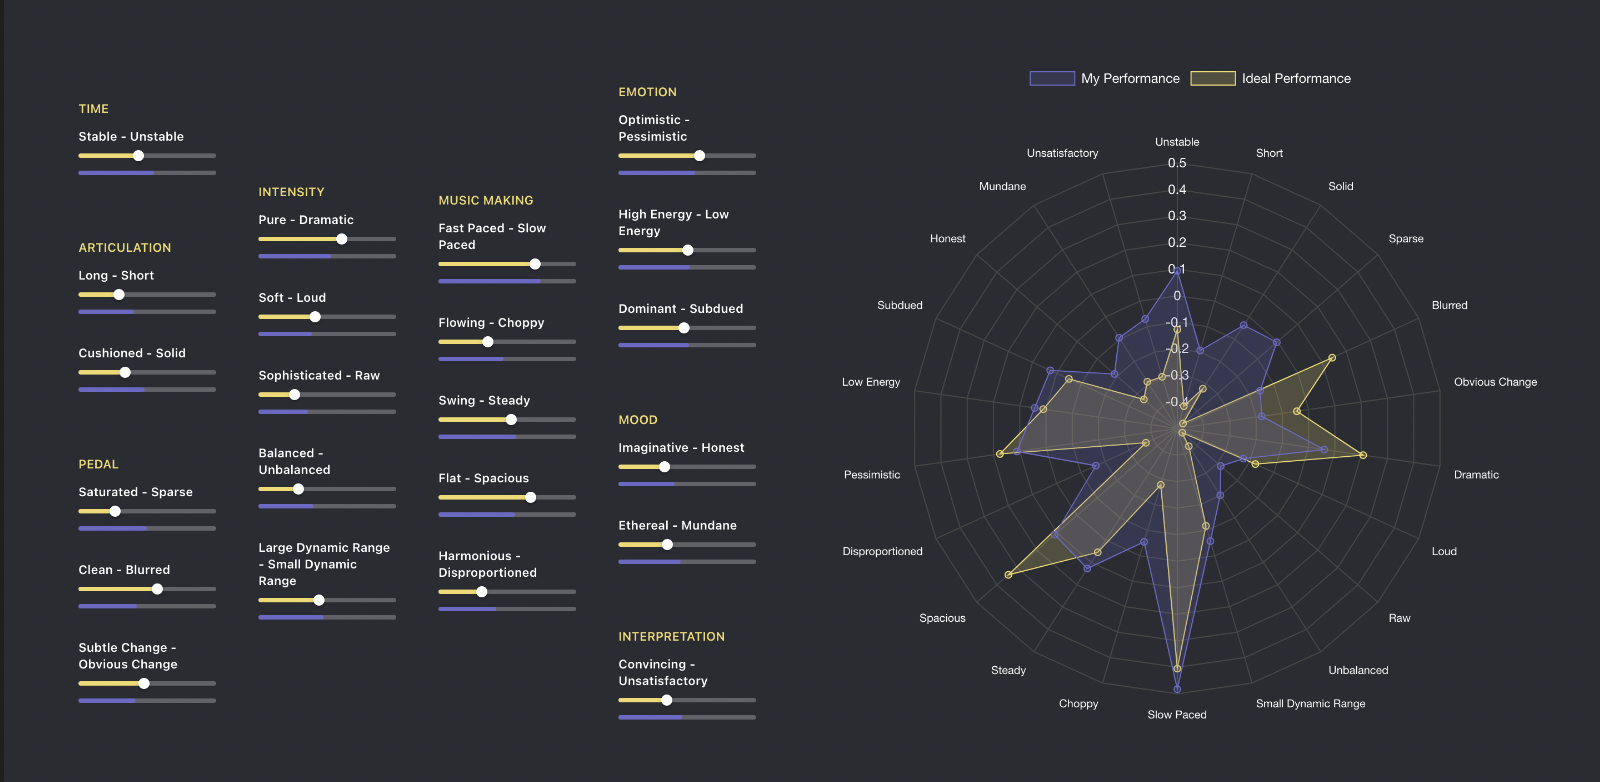 TIME
Stable - Unstable
ARTICULATION
Long - Short
Cushioned - Solid
PEDAL
Saturated - Sparse
Clean - Blurred
Subtle Change -
Obvious Change
INTENSITY
Pure - Dramatic
Soft - Loud
Sophisticated - Raw
Balanced -
Unbalanced
Large Dynamic Range
- Small Dynamic
Range
MUSIC MAKING
Fast Paced - Slow
Paced
Flowing - Choppy
Swing - Steady
Flat - Spacious
Harmonious -
Disproportioned
EMOTION
Optimistic -
Pessimistic
High Energy - Low
Energy
Dominant - Subdued
MOOD
Imaginative - Honest
Ethereal - Mundane
INTERPRETATION
Convincing -
Unsatisfactory
My Performance
Ideal Performance
Unstable
Short
Solid
Sparse
Blurred
Obvious Change
Dramatic
Loud
Raw
Unbalanced
Small Dynamic Range
Slow Paced
Choppy
Steady
Spacious
Disproportioned
Pessimistic
Low Energy
Subdued
Honest
Mundane
Unsatisfactory
0.5
0.4
0.3
0.2
0.1
0
-0.1
-0.2
-0.3
-0.4